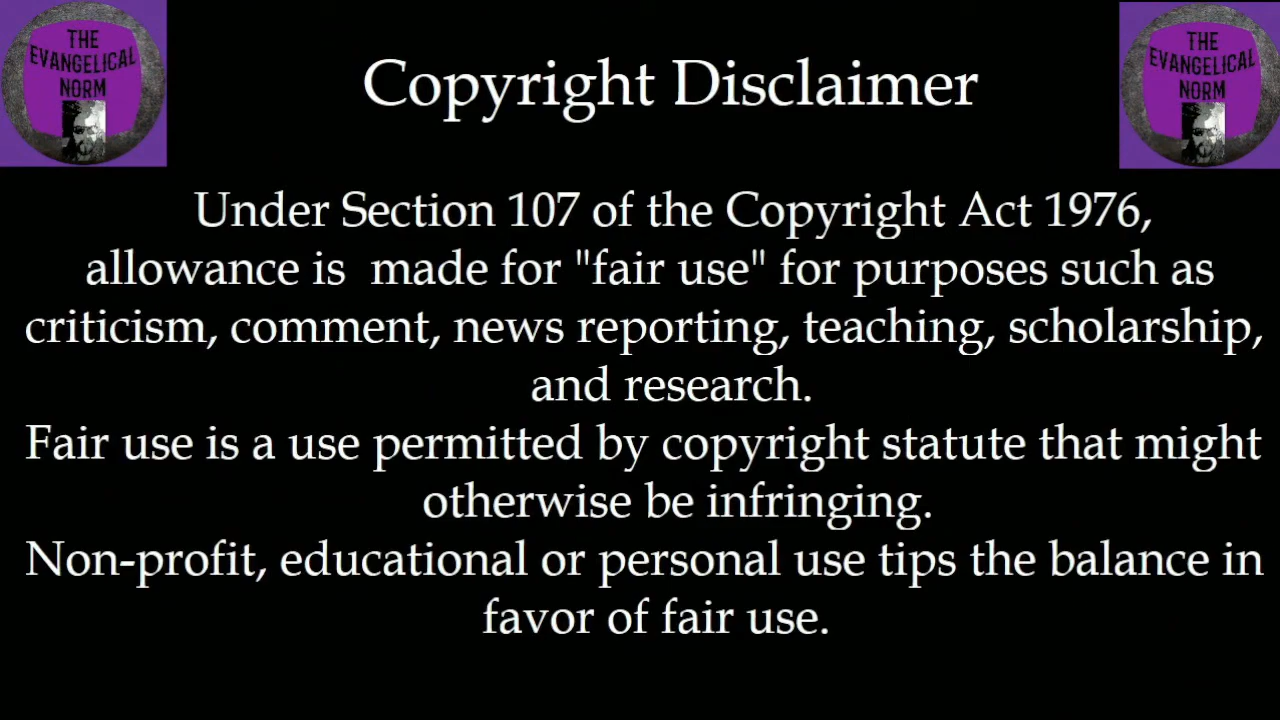 THE
EVANGELICAL
NORM
THE
EVANGELICAL
NORM
Copyright Disclaimer
Under Section 107 of the Copyright Act 1976,
allowance is  made for "fair use" for purposes such as
criticism, comment, news reporting, teaching, scholarship,
and research.
Fair use is a use permitted by copyright statute that might
otherwise be infringing.
Non-profit, educational or personal use tips the balance in
favor of fair use.